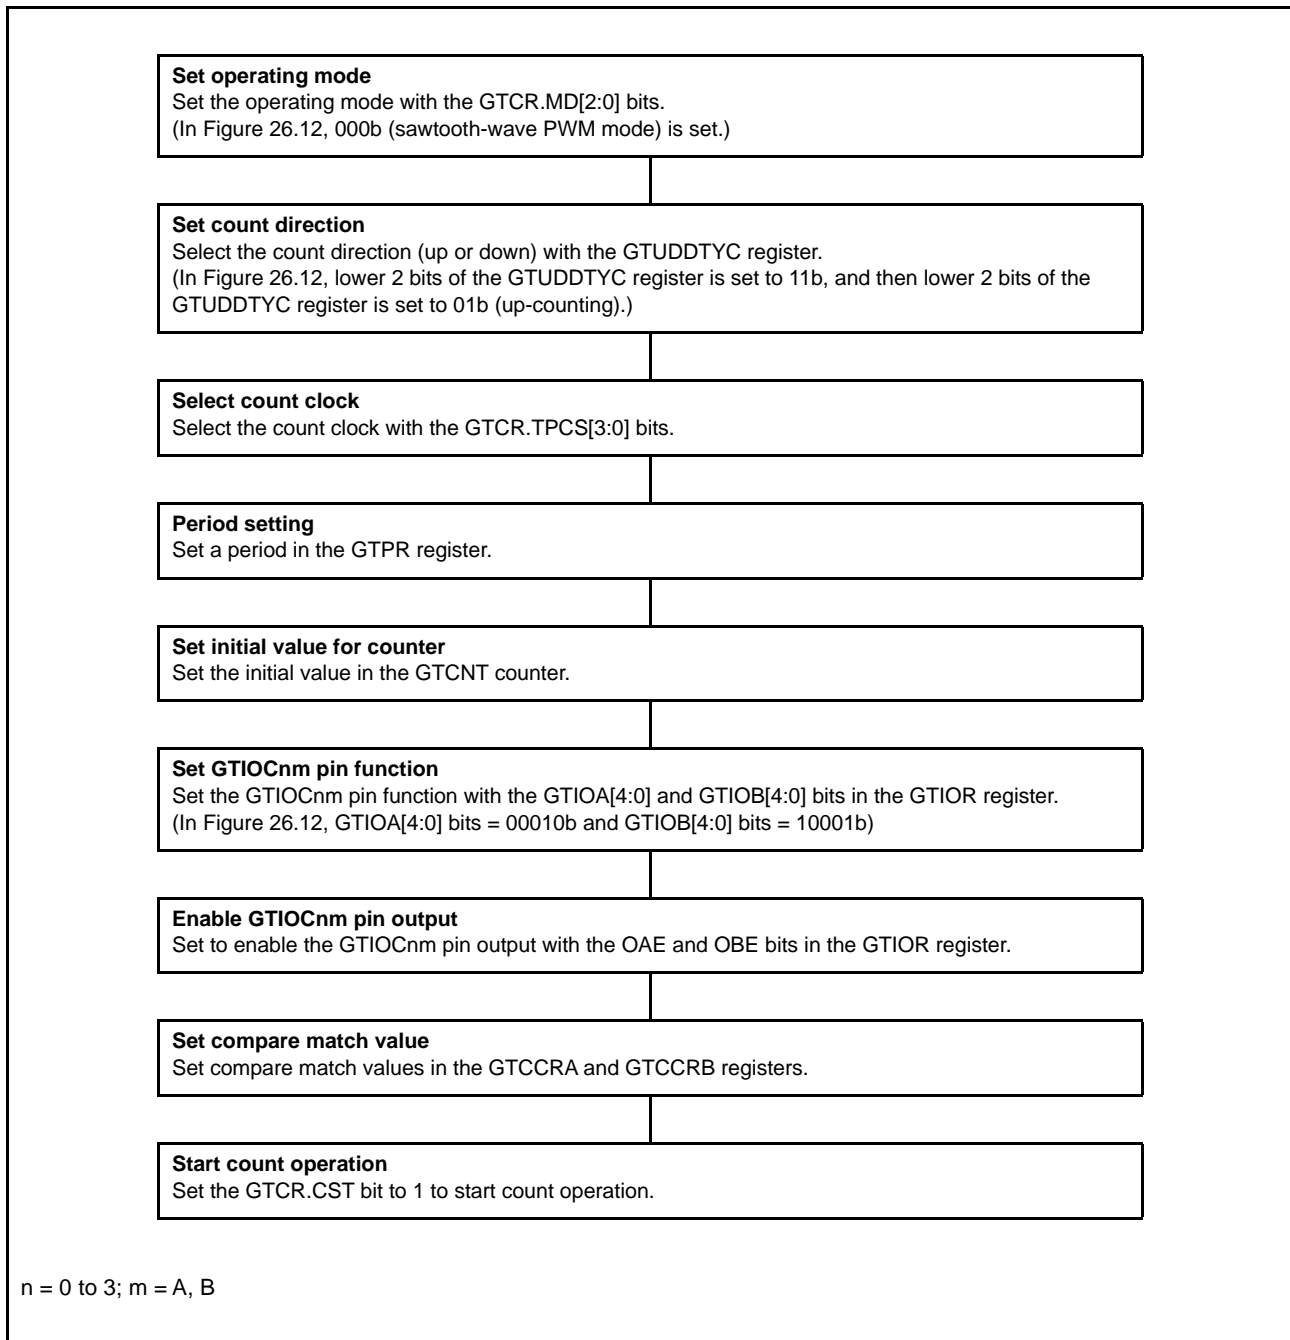 Set operating mode
Set the operating mode with the GTCR.MD[2:0] bits.
(In Figure 26.12, 000b (sawtooth-wave PWM mode) is set.)
Set count direction
Select the count direction (up or down) with the GTUDDTYC register.
(In Figure 26.12, lower 2 bits of the GTUDDTYC register is set to 11b, and then lower 2 bits of the
GTUDDTYC register is set to 01b (up-counting).)
Select count clock
Select the count clock with the GTCR.TPCS[3:0] bits.
Period setting
Set a period in the GTPR register.
Set initial value for counter
Set the initial value in the GTCNT counter.
Set GTIOCnm pin function
Set the GTIOCnm pin function with the GTIOA[4:0] and GTIOB[4:0] bits in the GTIOR register.
(In Figure 26.12, GTIOA[4:0] bits = 00010b and GTIOB[4:0] bits = 10001b)
Enable GTIOCnm pin output
Set to enable the GTIOCnm pin output with the OAE and OBE bits in the GTIOR register.
Set compare match value
Set compare match values in the GTCCRA and GTCCRB registers.
Start count operation
Set the GTCR.CST bit to 1 to start count operation.
n = 0 to 3; m = A, B